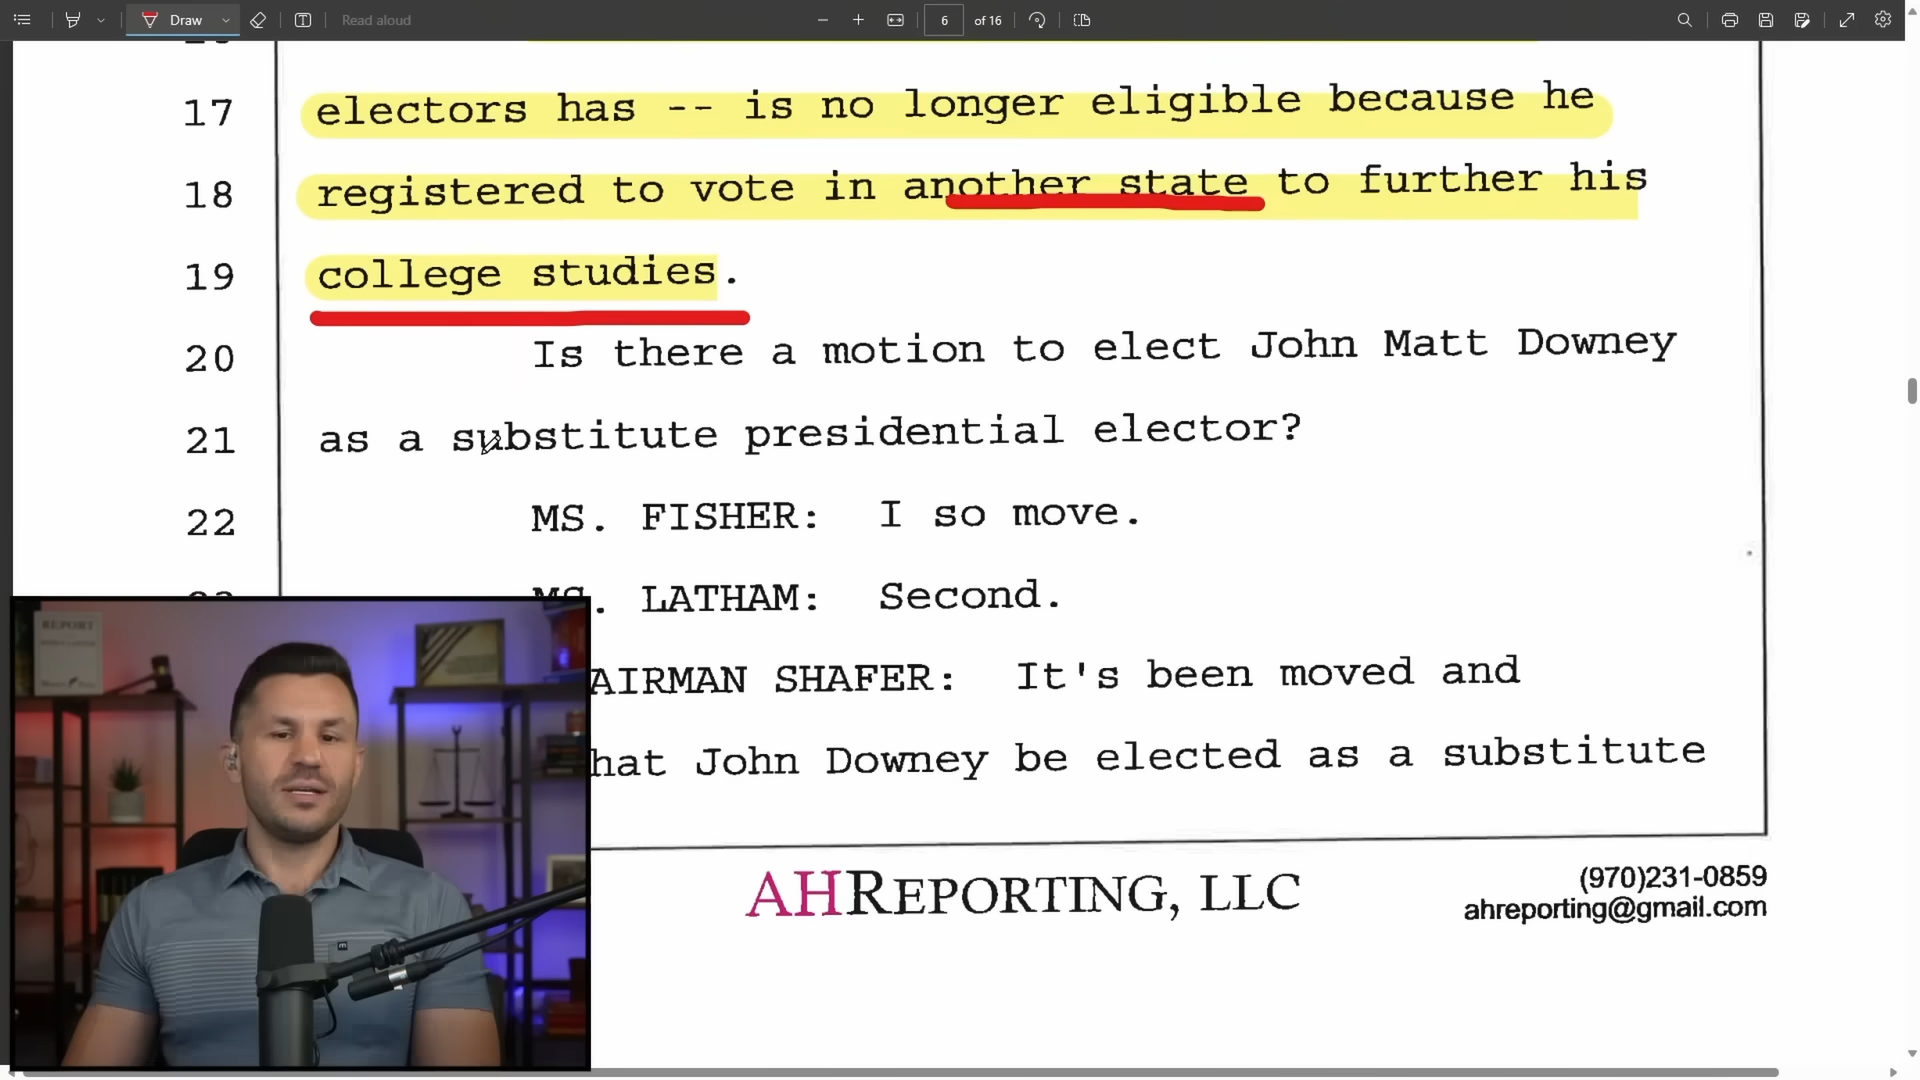 Draw
Read aloud
6 of 16
17 electors has -- is no longer eligible because he
18 registered to vote in another state to further his
19 college studies.
20 Is there a motion to elect John Matt Downey
21 as a substitute presidential elector?
22 MS. FISHER: I so move.
MS. LATHAM: Second.
AIRMAN SHAFER: It's been moved and
hat John Downey be elected as a substitute
REPORT
AHREPORTING, LLC
(970)231-0859
ahreporting@gmail.com